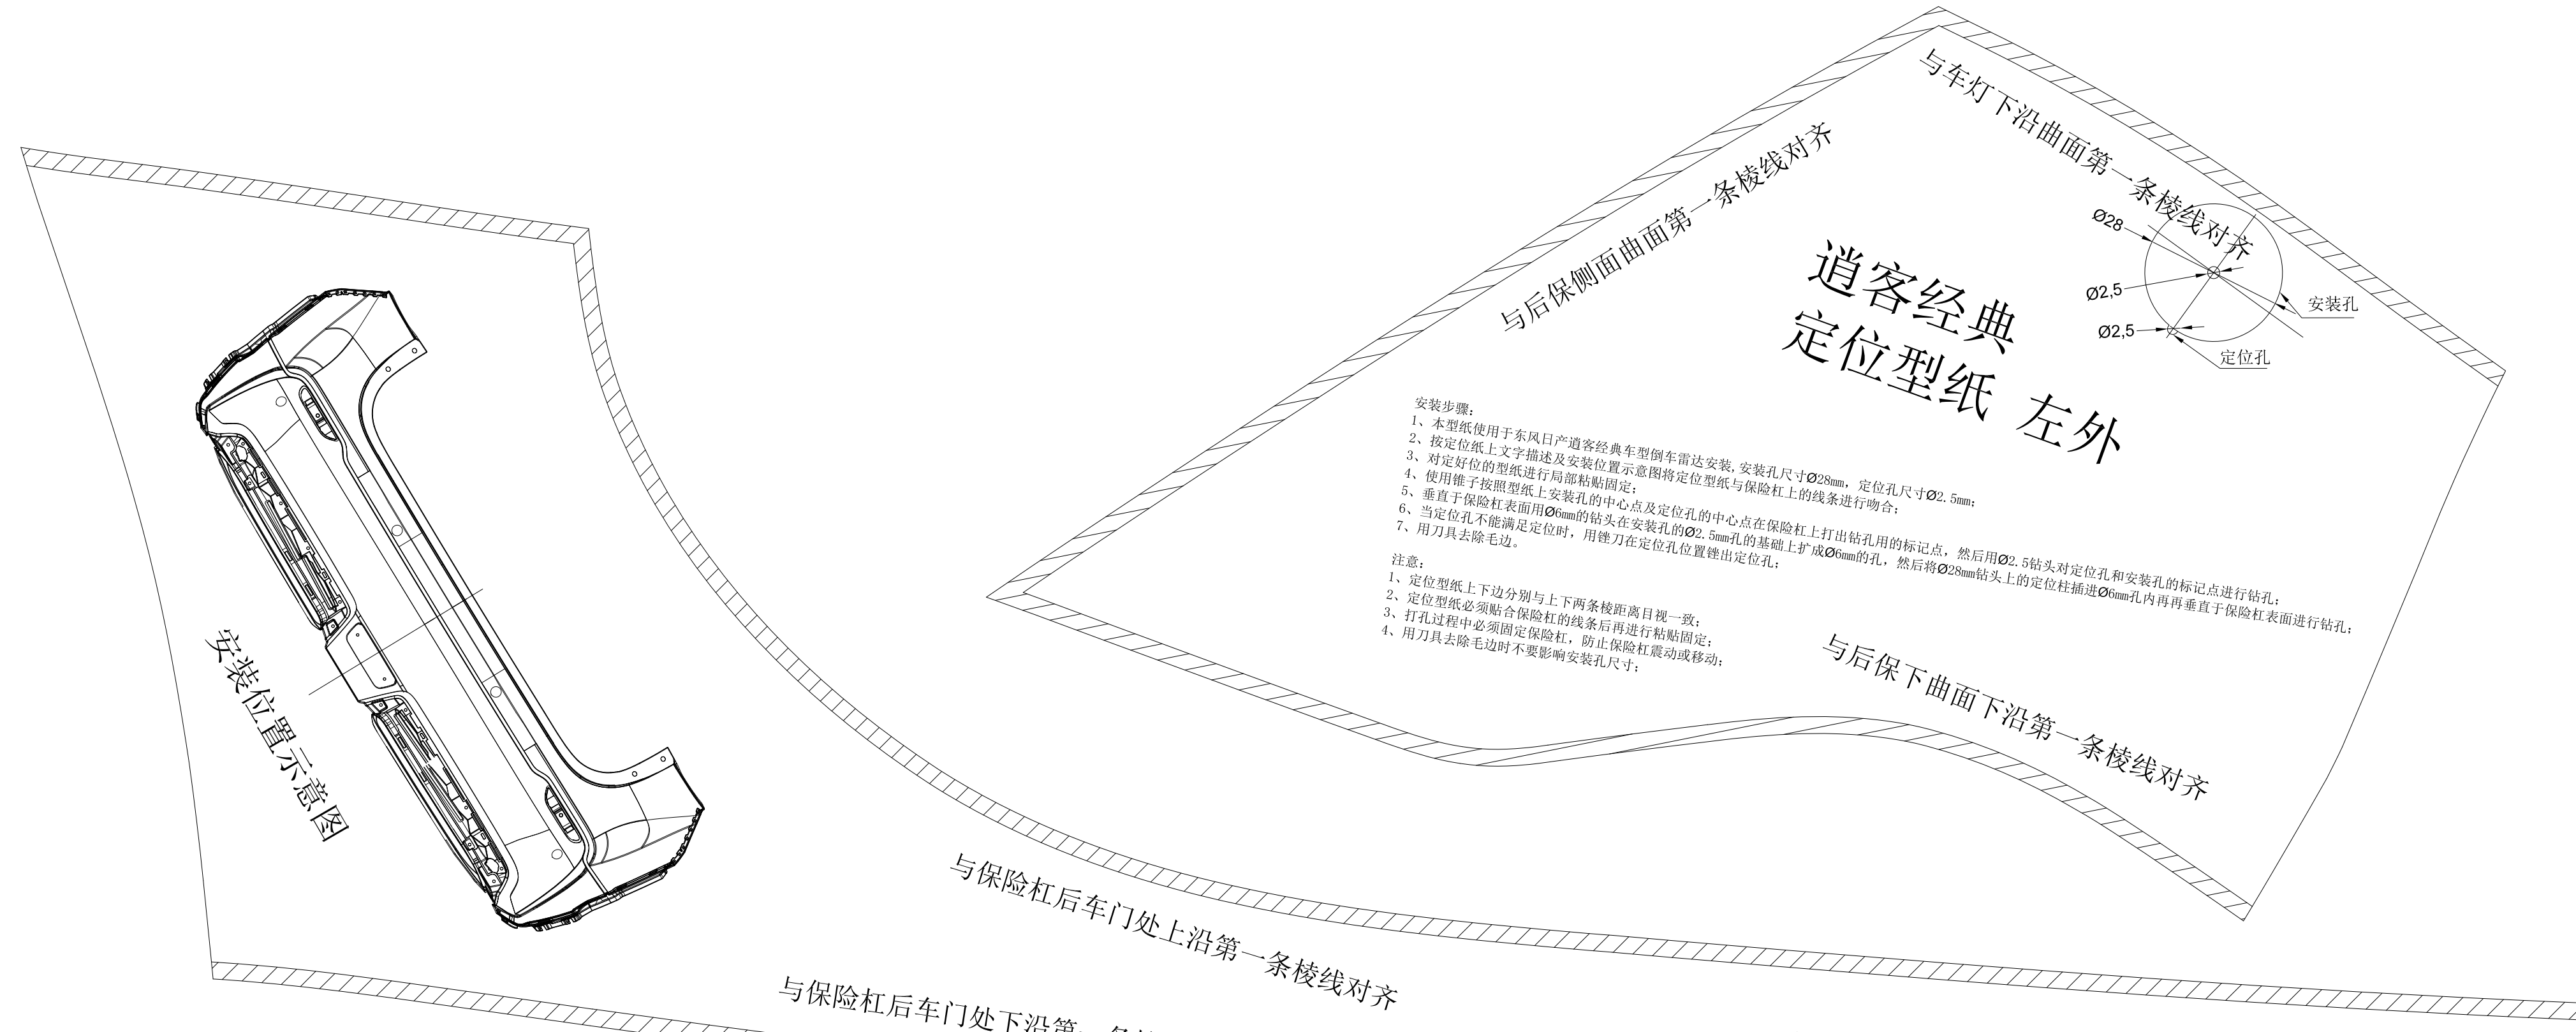 与车灯下沿曲面第一条棱线对齐
与后保侧面曲面第一条棱线对齐
Ø28
Ø2,5
Ø2,5
安装孔
定位孔
逍客经典
定位型纸 左外
安装步骤:
1、本型纸使用于东风日产逍客经典车型倒车雷达安装,安装孔尺寸Ø28mm，定位孔尺寸Ø2.5mm;
2、按定位纸上文字描述及安装位置示意图将定位型纸与保险杠上的线条进行吻合;
3、对定好位的型纸进行局部粘贴固定;
4、使用锥子按照型纸上安装孔的中心点及定位孔的中心点在保险杠上打出钻孔用的标记点，然后用Ø2.5钻头对定位孔和安装孔的标记点进行钻孔;
5、垂直于保险杠表面用Ø6mm的钻头在安装孔的Ø2.5mm孔的基础上扩成Ø6mm的孔，然后将Ø28mm钻头上的定位柱插进Ø6mm孔内再再垂直于保险杠表面进行钻孔;
6、当定位孔不能满足定位时，用锉刀在定位孔位置锉出定位孔;
7、用刀具去除毛边。
注意:
1、定位型纸上下边分别与上下两条棱距离目视一致;
2、定位型纸必须贴合保险杠的线条后再进行粘贴固定;
3、打孔过程中必须固定保险杠，防止保险杠震动或移动;
4、用刀具去除毛边时不要影响安装孔尺寸;
与后保下曲面下沿第一条棱线对齐
安装位置示意图
与保险杠后车门处上沿第一条棱线对齐
与保险杠后车门处下沿第一条